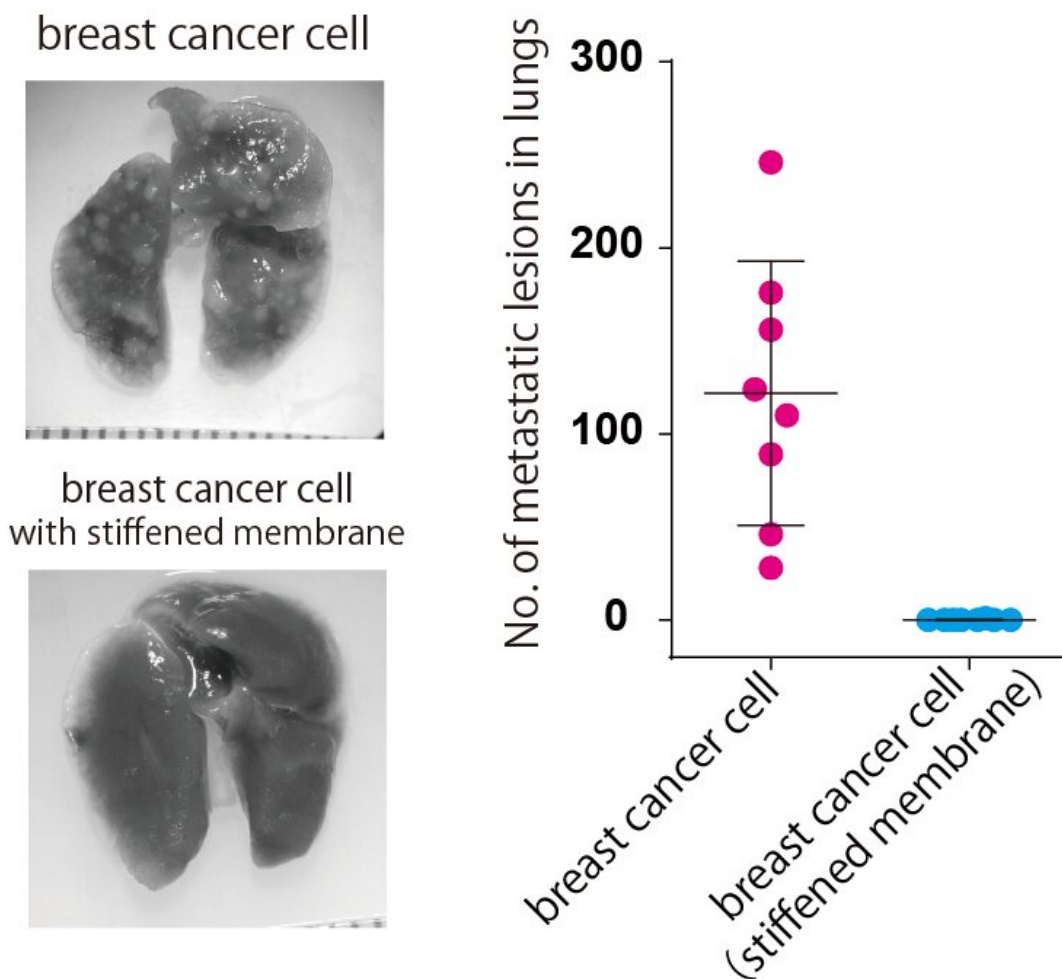 breast cancer cell
breast cancer cell
with stiffened membrane
No. of metastatic lesions in lungs
300
200
100
0
breast cancer cell
breast cancer cell
(stiffened membrane)